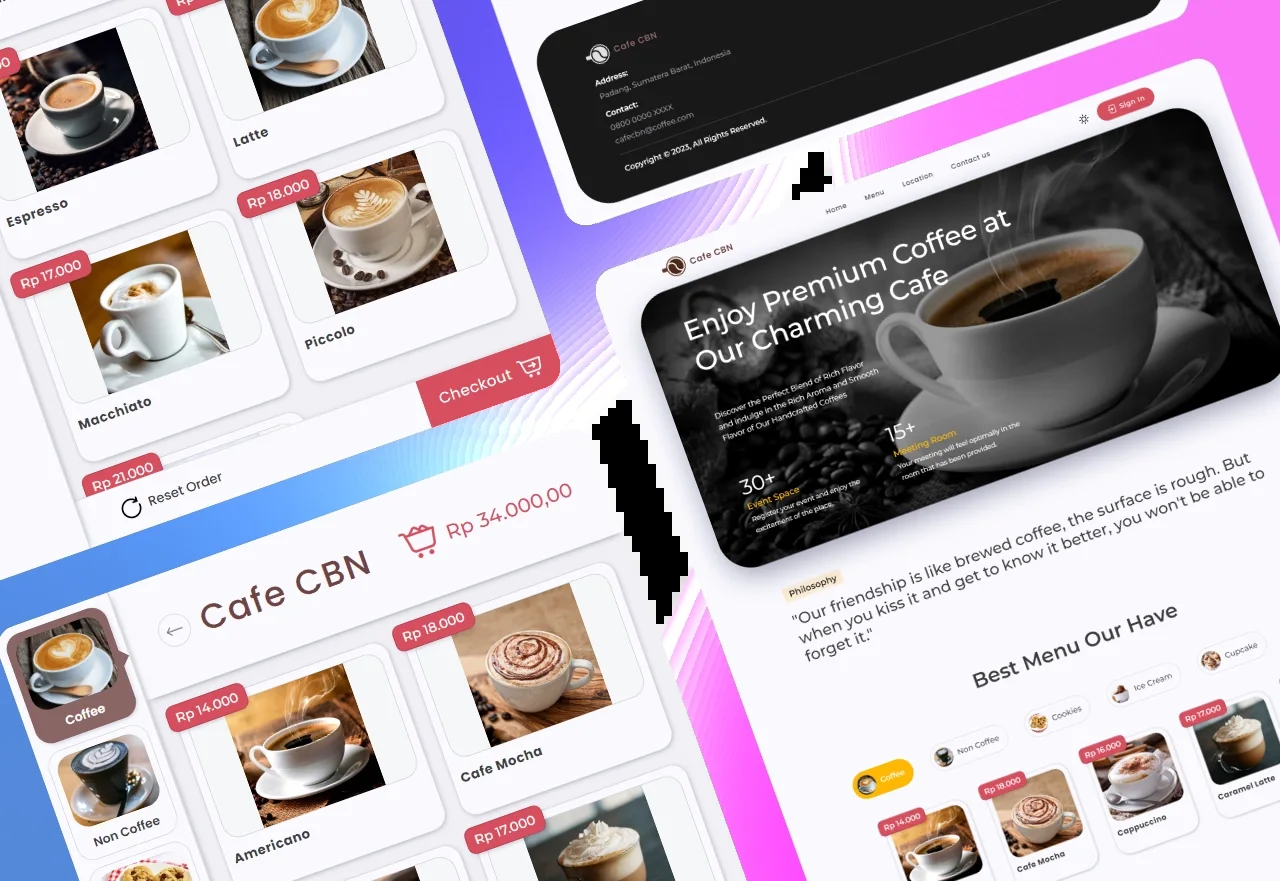 Latte
Espresso
Rp 18.000
Rp 17.000
Piccolo
Macchiato
Checkout
Rp 21.000
Reset Order
Cafe CBN
Rp 34.000,00
Coffee
Non Coffee
Rp 14.000
Rp 18.000
Americano
Cafe Mocha
Rp 17.000
Cafe CBN
Address:
Padang, Sumatera Barat, Indonesia
Contact:
0800 0000 XXXX
cafecbn@coffee.com
Copyright © 2023, All Rights Reserved.
Cafe CBN
Home
Menu
Location
Contact us
Sign In
Enjoy Premium Coffee at
Our Charming Cafe
Discover the Perfect Blend of Rich Flavor
and Indulge in the Rich Aroma and Smooth
Flavor of Our Handcrafted Coffees
30+
Event Space
Register your event and enjoy the
excitement of the place.
15+
Meeting Room
Your meeting will feel optimally in the
room that has been provided.
Philosophy
"Our friendship is like brewed coffee, the surface is rough. But
when you kiss it and get to know it better, you won't be able to
forget it."
Best Menu Our Have
Coffee
Non Coffee
Cookies
Ice Cream
Cupcake
Rp 14.000
Rp 18.000
Cafe Mocha
Rp 16.000
Cappuccino
Rp 17.000
Caramel Latte